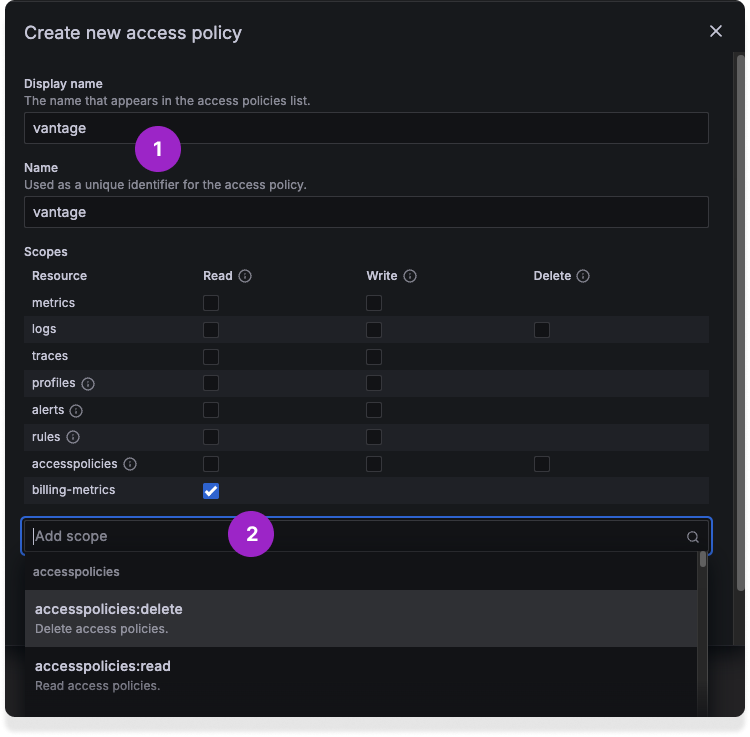 Create new access policy
Display name
The name that appears in the access policies list.
vantage
1
Name
Used as a unique identifier for the access policy.
vantage
Scopes
Resource Read Write Delete
metrics
logs
traces
profiles
alerts
rules
accesspolicies
billing-metrics
Add scope
2
accesspolicies
accesspolicies:delete
Delete access policies.
accesspolicies:read
Read access policies.